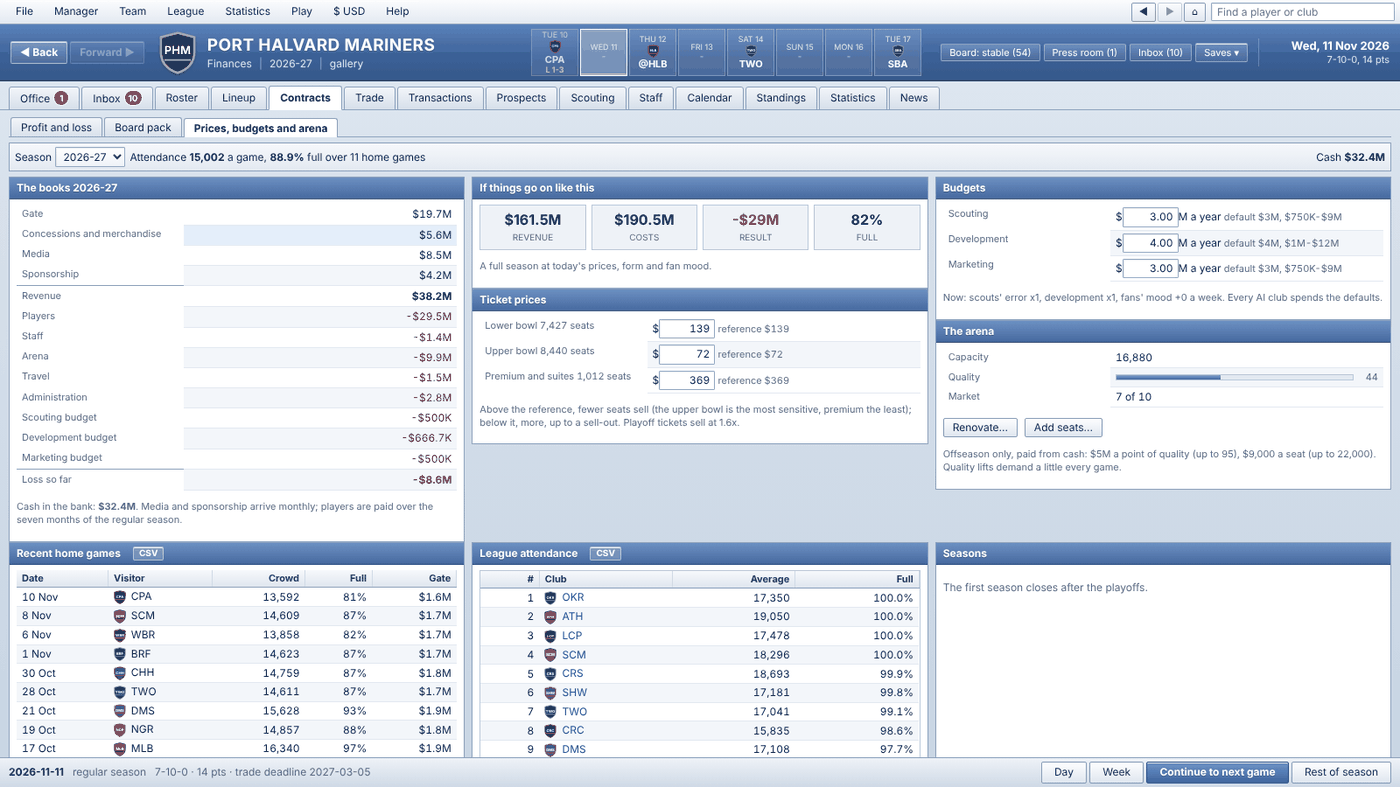 File Manager Team League Statistics Play $ USD Help
◀ ▶ ⌂ Find a player or club
◀ Back Forward ▶
PHM
PORT HALVARD MARINERS
Finances | 2026-27 | gallery
TUE 10 CPA L 1-3
WED 11 -
THU 12 @HLB
FRI 13 -
SAT 14 TWO
SUN 15 -
MON 16 -
TUE 17 SBA
Board: stable (54) Press room (1) Inbox (10) Saves ▾
Wed, 11 Nov 2026
7-10-0, 14 pts
Office 1 Inbox 10 Roster Lineup Contracts Trade Transactions Prospects Scouting Staff Calendar Standings Statistics News
Profit and loss Board pack Prices, budgets and arena
Season 2026-27 Attendance 15,002 a game, 88.9% full over 11 home games Cash $32.4M
The books 2026-27
Gate $19.7M
Concessions and merchandise $5.6M
Media $8.5M
Sponsorship $4.2M
Revenue $38.2M
Players -$29.5M
Staff -$1.4M
Arena -$9.9M
Travel -$1.5M
Administration -$2.8M
Scouting budget -$500K
Development budget -$666.7K
Marketing budget -$500K
Loss so far -$8.6M
Cash in the bank: $32.4M. Media and sponsorship arrive monthly; players are paid over the
seven months of the regular season.
If things go on like this
$161.5M $190.5M -$29M 82%
REVENUE COSTS RESULT FULL
A full season at today's prices, form and fan mood.
Ticket prices
Lower bowl 7,427 seats $ 139 reference $139
Upper bowl 8,440 seats $ 72 reference $72
Premium and suites 1,012 seats $ 369 reference $369
Above the reference, fewer seats sell (the upper bowl is the most sensitive, premium the least);
below it, more, up to a sell-out. Playoff tickets sell at 1.6x.
Budgets
Scouting $ 3.00 M a year default $3M, $750K-$9M
Development $ 4.00 M a year default $4M, $1M-$12M
Marketing $ 3.00 M a year default $3M, $750K-$9M
Now: scouts' error x1, development x1, fans' mood +0 a week. Every AI club spends the defaults.
The arena
Capacity 16,880
Quality 44
Market 7 of 10
Renovate... Add seats...
Offseason only, paid from cash: $5M a point of quality (up to 95), $9,000 a seat (up to 22,000).
Quality lifts demand a little every game.
Recent home games CSV
Date Visitor Crowd Full Gate
10 Nov CPA 13,592 81% $1.6M
8 Nov SCM 14,609 87% $1.7M
6 Nov WBR 13,858 82% $1.7M
1 Nov BRF 14,623 87% $1.7M
30 Oct CHH 14,759 87% $1.8M
28 Oct TWO 14,611 87% $1.7M
21 Oct DMS 15,628 93% $1.9M
19 Oct NGR 14,857 88% $1.8M
17 Oct MLB 16,340 97% $1.9M
League attendance CSV
# Club Average Full
1 OKR 17,350 100.0%
2 ATH 19,050 100.0%
3 LCP 17,478 100.0%
4 SCM 18,296 100.0%
5 CRS 18,693 99.9%
6 SHW 17,181 99.8%
7 TWO 17,041 99.1%
8 CRC 15,835 98.6%
9 DMS 17,108 97.7%
Seasons
The first season closes after the playoffs.
2026-11-11 regular season 7-10-0 · 14 pts · trade deadline 2027-03-05
Day Week Continue to next game Rest of season